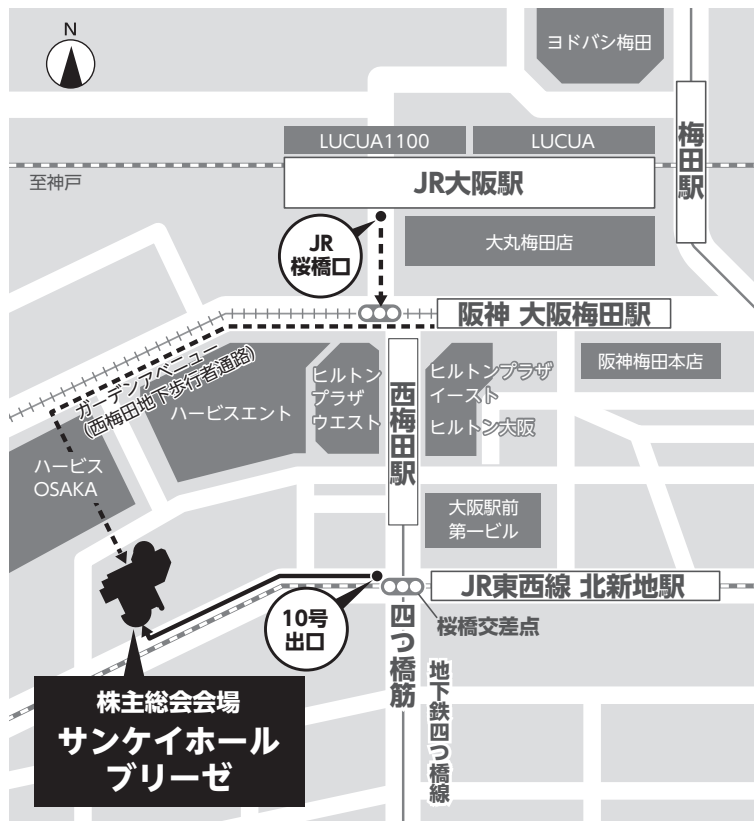 N
ヨドバシ梅田
LUCUA1100
LUCUA
梅田駅
至神戸
JR大阪駅
JR
桜橋口
大丸梅田店
阪神 大阪梅田駅
ガーデンアベニュー
(西梅田地下歩行者通路)
ハービスエント
ヒルトン
プラザ
ウエスト
西梅田駅
ヒルトンプラザ
イースト
ヒルトン大阪
阪神梅田本店
ハービス
OSAKA
大阪駅前
第一ビル
JR東西線 北新地駅
10号
出口
桜橋交差点
四つ橋筋
地下鉄四つ橋線
株主総会会場
サンケイホール
ブリーゼ